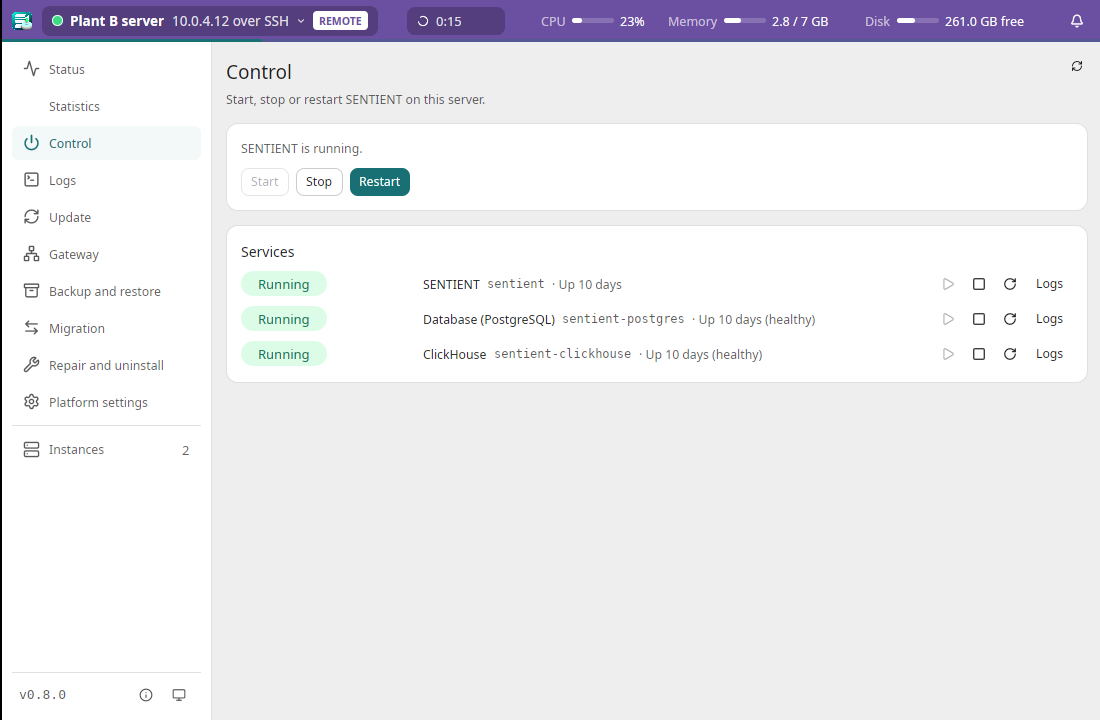 Plant B server 10.0.4.12 over SSH REMOTE 0:15 CPU 23% Memory 2.8 / 7 GB Disk 261.0 GB free
Status
Statistics
Control
Logs
Update
Gateway
Backup and restore
Migration
Repair and uninstall
Platform settings
Instances 2
v0.8.0
Control
Start, stop or restart SENTIENT on this server.
SENTIENT is running.
Start Stop Restart
Services
Running SENTIENT sentient · Up 10 days Logs
Running Database (PostgreSQL) sentient-postgres · Up 10 days (healthy) Logs
Running ClickHouse sentient-clickhouse · Up 10 days (healthy) Logs